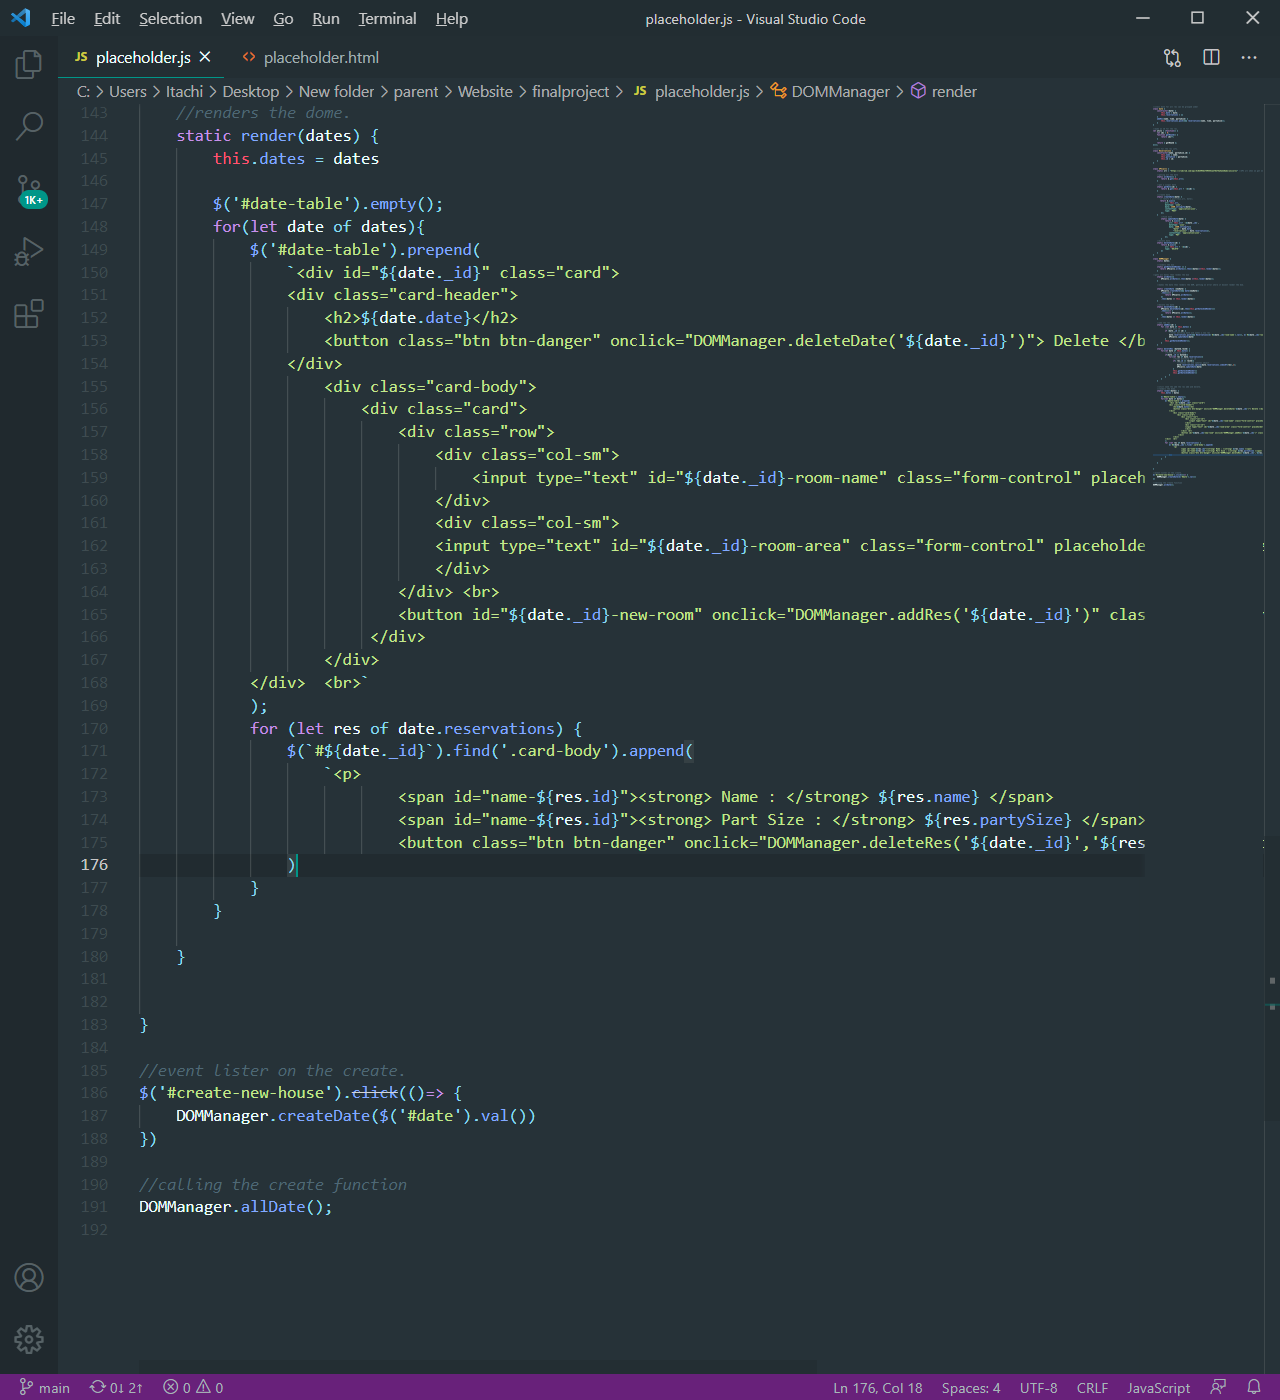 File Edit Selection View Go Run Terminal Help placeholder.js - Visual Studio Code
JS placeholder.js <> placeholder.html
C: > Users > Itachi > Desktop > New folder > parent > Website > finalproject > JS placeholder.js > DOMManager > render
1K+
143 //renders the dome.
144 static render(dates) {
145 this.dates = dates
146
147 $('#date-table').empty();
148 for(let date of dates){
149 $('#date-table').prepend(
150 `<div id="${date._id}" class="card">
151 <div class="card-header">
152 <h2>${date.date}</h2>
153 <button class="btn btn-danger" onclick="DOMManager.deleteDate('${date._id}')"> Delete </b
154 </div>
155 <div class="card-body">
156 <div class="card">
157 <div class="row">
158 <div class="col-sm">
159 <input type="text" id="${date._id}-room-name" class="form-control" placeh
160 </div>
161 <div class="col-sm">
162 <input type="text" id="${date._id}-room-area" class="form-control" placeholde
163 </div>
164 </div> <br>
165 <button id="${date._id}-new-room" onclick="DOMManager.addRes('${date._id}')" clas
166 </div>
167 </div>
168 </div> <br>`
169 );
170 for (let res of date.reservations) {
171 $(`#${date._id}`).find('.card-body').append(
172 `<p>
173 <span id="name-${res.id}"><strong> Name : </strong> ${res.name} </span>
174 <span id="name-${res.id}"><strong> Part Size : </strong> ${res.partySize} </span>
175 <button class="btn btn-danger" onclick="DOMManager.deleteRes('${date._id}','${res
176 )
177 }
178 }
179
180 }
181
182
183 }
184
185 //event lister on the create.
186 $('#create-new-house').click(()=> {
187 DOMManager.createDate($('#date').val())
188 })
189
190 //calling the create function
191 DOMManager.allDate();
192
main 0↓ 2↑ 0 0 Ln 176, Col 18 Spaces: 4 UTF-8 CRLF JavaScript